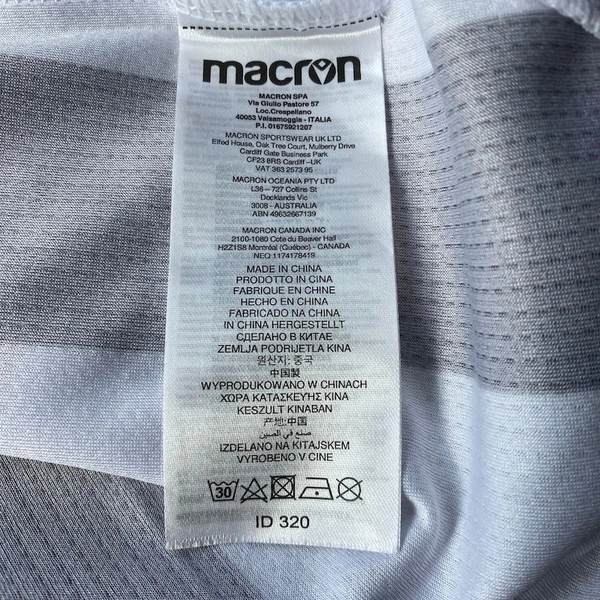 macron
MACRON SPA
Via Giulio Pastore 57
Loc.Crespellano
40053 Valsamoggia - ITALIA
P.I. 01675921207
MACRON SPORTSWEAR UK LTD
Elfed House, Oak Tree Court, Mulberry Drive
Cardiff Gate Business Park
CF23 8RS Cardiff -UK
VAT 363 2573 95
MACRON OCEANIA PTY LTD
L36 - 727 Collins St
Docklands Vic
3008 - AUSTRALIA
ABN 49632667139
MACRON CANADA INC
2100-1080 Cote du Beaver Hall
H2Z1S8 Montréal (Québec) - CANADA
NEQ 1174178419
MADE IN CHINA
PRODOTTO IN CINA
FABRIQUE EN CHINE
HECHO EN CHINA
FABRICADO NA CHINA
IN CHINA HERGESTELLT
СДЕЛАНО В КИТАЕ
ZEMLJA PODRIJETLA KINA
원산지: 중국
中国製
WYPRODUKOWANO W CHINACH
ΧΩΡΑ ΚΑΤΑΣΚΕΥΗΣ ΚΙΝΑ
KESZULT KINABAN
产地:中国
صنع في الصين
IZDELANO NA KITAJSKEM
VYROBENO V CINE
30
ID 320